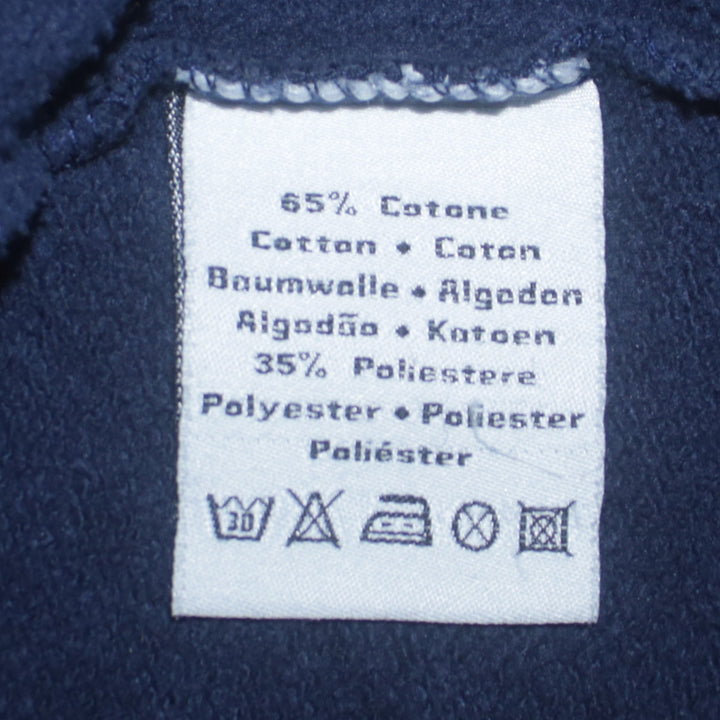 65% Cotone
Cotton • Coton
Baumwolle • Algodon
Algodão • Katoen
35% Poliestere
Polyester • Poliester
Poliéster
30